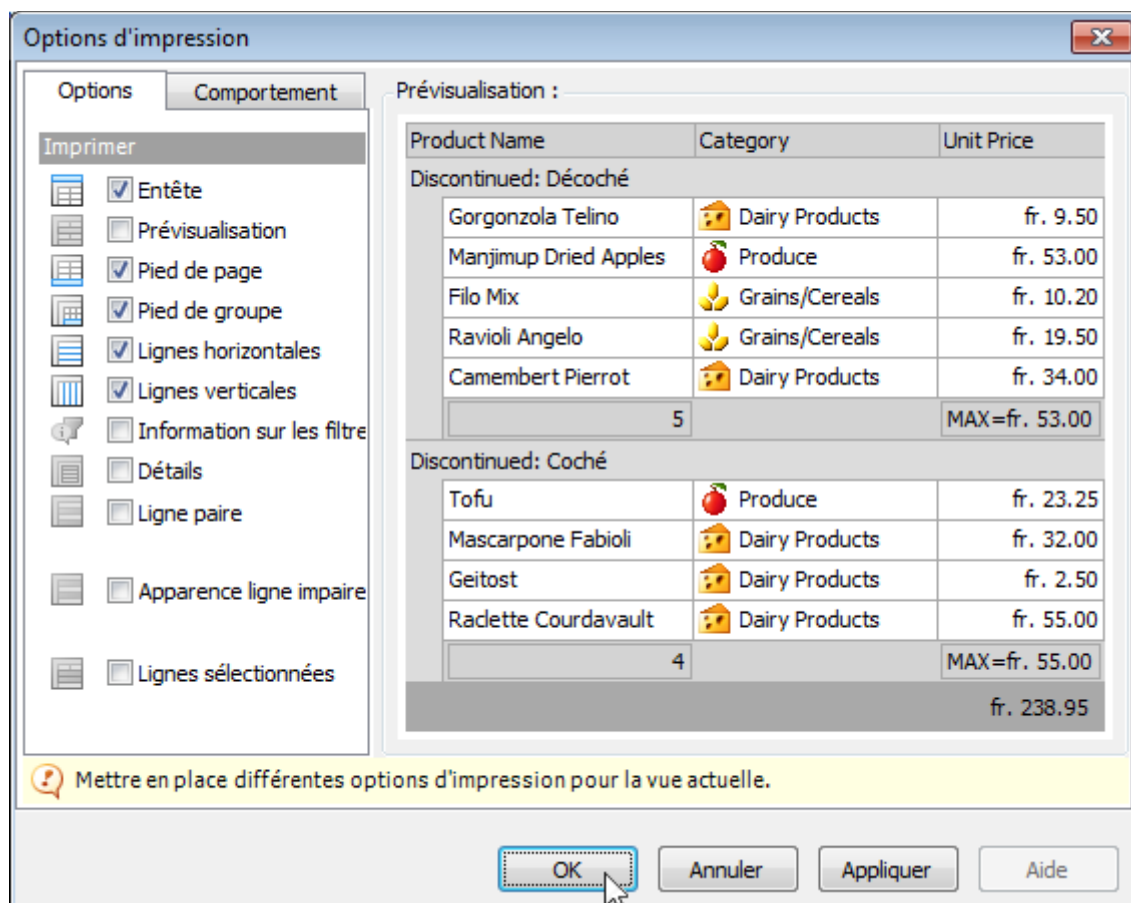 Options d'impression
Options
Comportement
Imprimer
Entête
Prévisualisation
Pied de page
Pied de groupe
Lignes horizontales
Lignes verticales
Information sur les filtre
Détails
Ligne paire
Apparence ligne impaire
Lignes sélectionnées
Prévisualisation :
Product Name Category Unit Price
Discontinued: Décoché
Gorgonzola Telino Dairy Products fr. 9.50
Manjimup Dried Apples Produce fr. 53.00
Filo Mix Grains/Cereals fr. 10.20
Ravioli Angelo Grains/Cereals fr. 19.50
Camembert Pierrot Dairy Products fr. 34.00
5 MAX=fr. 53.00
Discontinued: Coché
Tofu Produce fr. 23.25
Mascarpone Fabioli Dairy Products fr. 32.00
Geitost Dairy Products fr. 2.50
Raclette Courdavault Dairy Products fr. 55.00
4 MAX=fr. 55.00
fr. 238.95
Mettre en place différentes options d'impression pour la vue actuelle.
OK Annuler Appliquer Aide